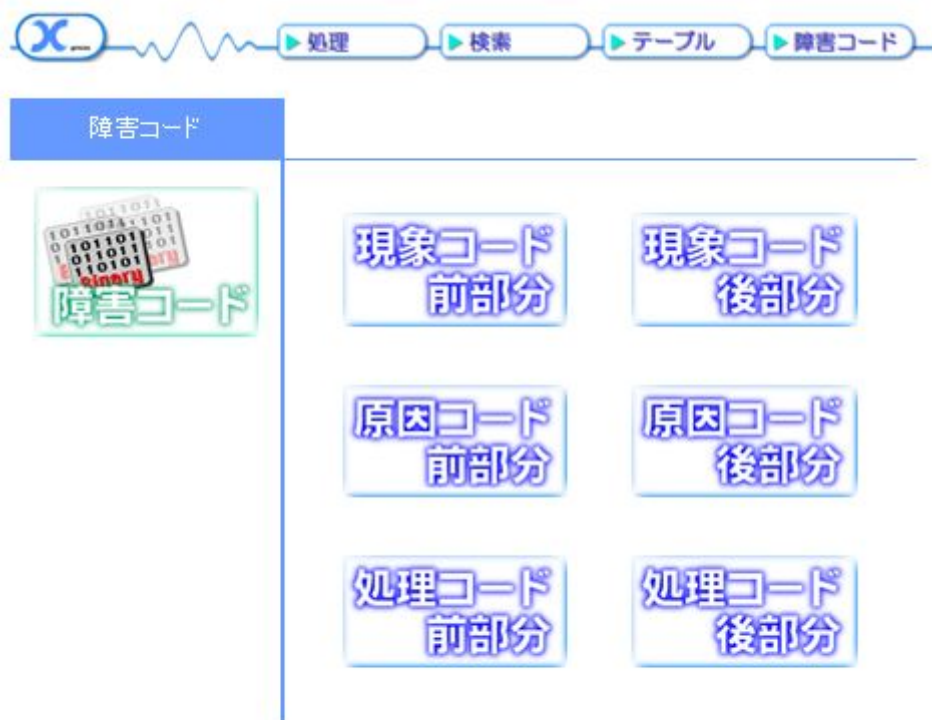 処理
検索
テーブル
障害コード
障害コード
障害コード
現象コード
前部分
現象コード
後部分
原因コード
前部分
原因コード
後部分
処理コード
前部分
処理コード
後部分